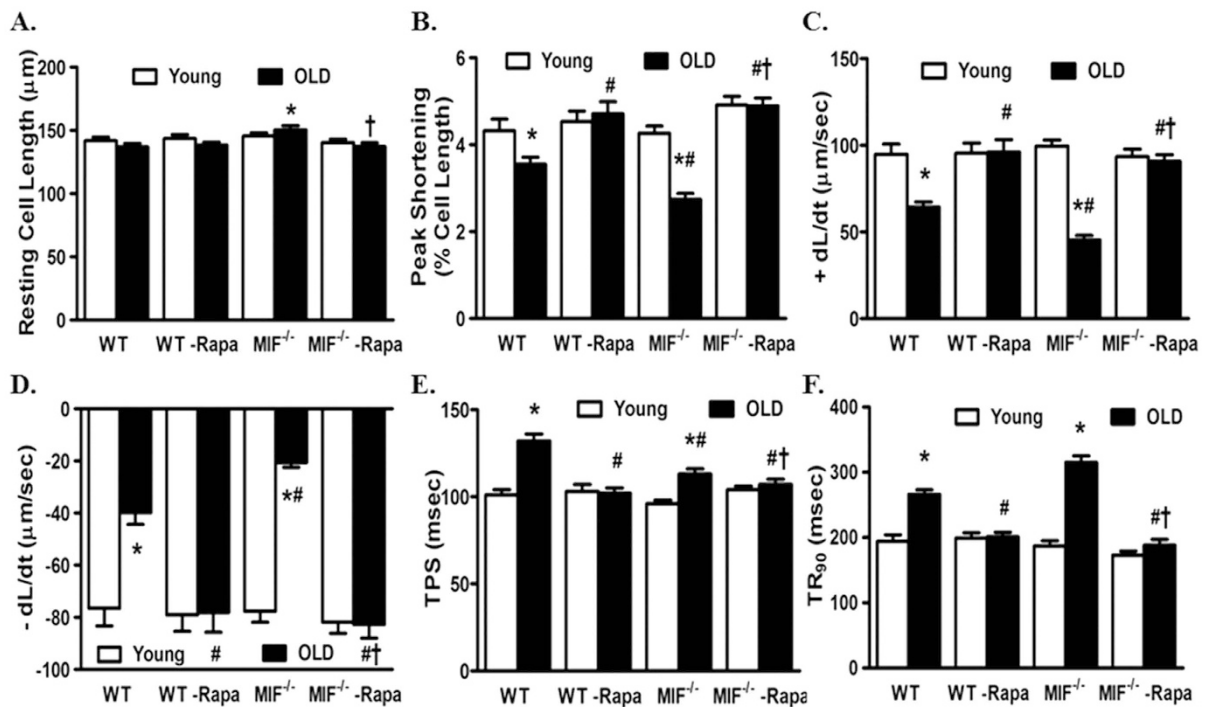 A.
Resting Cell Length (μm)
200
150
100
50
0
Young
OLD
*
†
WT
WT -Rapa
MIF-/-
MIF-/- -Rapa
B.
Peak Shortening
(% Cell Length)
6
4
2
0
Young
OLD
*
#
*#
#†
WT
WT -Rapa
MIF-/-
MIF-/- -Rapa
C.
+ dL/dt (μm/sec)
150
100
50
0
Young
OLD
*
#
*#
#†
WT
WT -Rapa
MIF-/-
MIF-/- -Rapa
D.
- dL/dt (μm/sec)
0
-20
-40
-60
-80
-100
*
*#
Young
#
OLD
#†
WT
WT -Rapa
MIF-/-
MIF-/- -Rapa
E.
TPS (msec)
150
100
50
0
Young
OLD
*
#
*#
#†
WT
WT -Rapa
MIF-/-
MIF-/- -Rapa
F.
TR90 (msec)
400
300
200
100
0
Young
OLD
*
#
*
#†
WT
WT -Rapa
MIF-/-
MIF-/- -Rapa